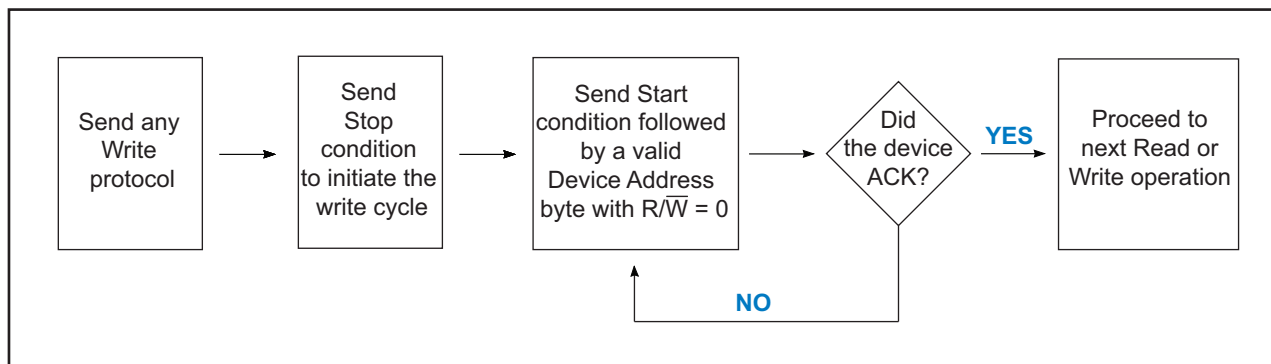 Send any
Write
protocol
Send
Stop
condition
to initiate the
write cycle
Send Start
condition followed
by a valid
Device Address
byte with R/W̅ = 0
Did
the device
ACK?
YES
NO
Proceed to
next Read or
Write operation